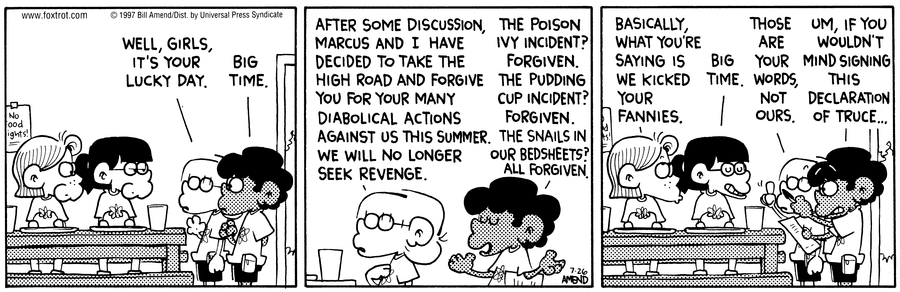 www.foxtrot.com
© 1997 Bill Amend/Dist. by Universal Press Syndicate
WELL, GIRLS,
IT'S YOUR
LUCKY DAY.
BIG
TIME.
No
ood
ights!
AFTER SOME DISCUSSION,
MARCUS AND I HAVE
DECIDED TO TAKE THE
HIGH ROAD AND FORGIVE
YOU FOR YOUR MANY
DIABOLICAL ACTIONS
AGAINST US THIS SUMMER.
WE WILL NO LONGER
SEEK REVENGE.
THE POISON
IVY INCIDENT?
FORGIVEN.
THE PUDDING
CUP INCIDENT?
FORGIVEN.
THE SNAILS IN
OUR BEDSHEETS?
ALL FORGIVEN.
7-26
AMEND
BASICALLY,
WHAT YOU'RE
SAYING IS
WE KICKED
YOUR
FANNIES.
BIG
TIME.
THOSE
ARE
YOUR
WORDS,
NOT
OURS.
UM, IF YOU
WOULDN'T
MIND SIGNING
THIS
DECLARATION
OF TRUCE...